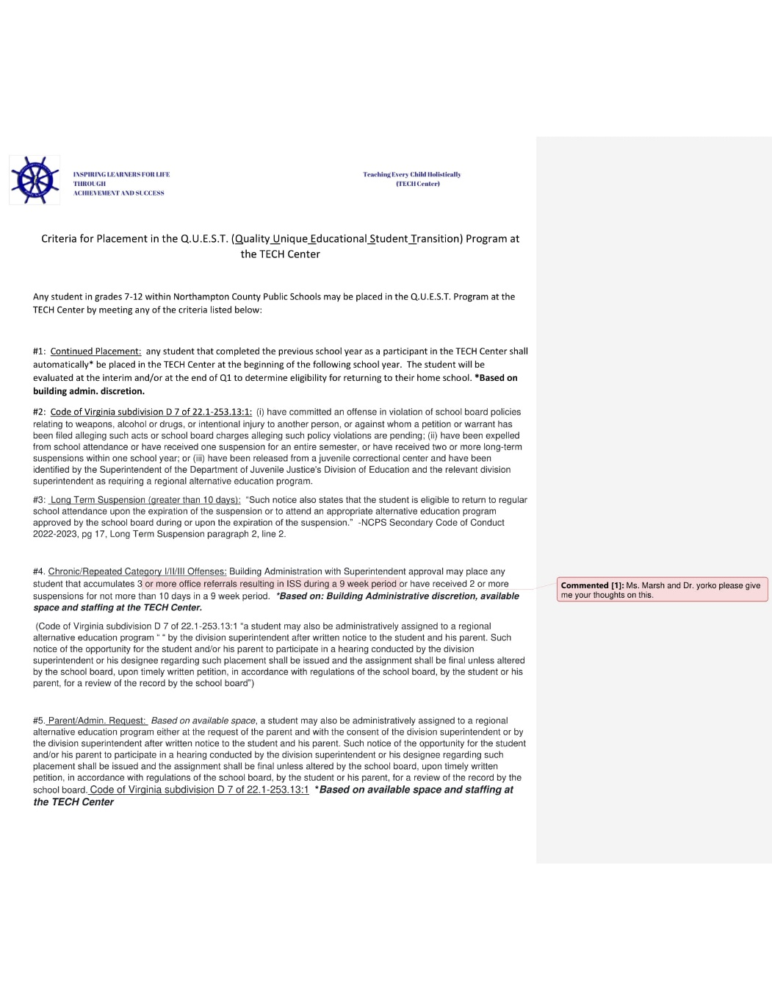 INSPIRING LEARNERS FOR LIFE
THROUGH
ACHIEVEMENT AND SUCCESS
Teaching Every Child Holistically
(TECH Center)
Criteria for Placement in the Q.U.E.S.T. (Quality Unique Educational Student Transition) Program at
the TECH Center
Any student in grades 7-12 within Northampton County Public Schools may be placed in the Q.U.E.S.T. Program at the
TECH Center by meeting any of the criteria listed below:
#1:  Continued Placement:  any student that completed the previous school year as a participant in the TECH Center shall
automatically* be placed in the TECH Center at the beginning of the following school year.  The student will be
evaluated at the interim and/or at the end of Q1 to determine eligibility for returning to their home school. *Based on
building admin. discretion.
#2:  Code of Virginia subdivision D 7 of 22.1-253.13:1:  (i) have committed an offense in violation of school board policies
relating to weapons, alcohol or drugs, or intentional injury to another person, or against whom a petition or warrant has
been filed alleging such acts or school board charges alleging such policy violations are pending; (ii) have been expelled
from school attendance or have received one suspension for an entire semester, or have received two or more long-term
suspensions within one school year; or (iii) have been released from a juvenile correctional center and have been
identified by the Superintendent of the Department of Juvenile Justice's Division of Education and the relevant division
superintendent as requiring a regional alternative education program.
#3:  Long Term Suspension (greater than 10 days):  “Such notice also states that the student is eligible to return to regular
school attendance upon the expiration of the suspension or to attend an appropriate alternative education program
approved by the school board during or upon the expiration of the suspension.”  -NCPS Secondary Code of Conduct
2022-2023, pg 17, Long Term Suspension paragraph 2, line 2.
#4. Chronic/Repeated Category I/II/III Offenses: Building Administration with Superintendent approval may place any
student that accumulates 3 or more office referrals resulting in ISS during a 9 week period or have received 2 or more
suspensions for not more than 10 days in a 9 week period.  *Based on: Building Administrative discretion, available
space and staffing at the TECH Center.
Commented [1]: Ms. Marsh and Dr. yorko please give
me your thoughts on this.
(Code of Virginia subdivision D 7 of 22.1-253.13:1 “a student may also be administratively assigned to a regional
alternative education program “ “ by the division superintendent after written notice to the student and his parent. Such
notice of the opportunity for the student and/or his parent to participate in a hearing conducted by the division
superintendent or his designee regarding such placement shall be issued and the assignment shall be final unless altered
by the school board, upon timely written petition, in accordance with regulations of the school board, by the student or his
parent, for a review of the record by the school board”)
#5. Parent/Admin. Request:  Based on available space, a student may also be administratively assigned to a regional
alternative education program either at the request of the parent and with the consent of the division superintendent or by
the division superintendent after written notice to the student and his parent. Such notice of the opportunity for the student
and/or his parent to participate in a hearing conducted by the division superintendent or his designee regarding such
placement shall be issued and the assignment shall be final unless altered by the school board, upon timely written
petition, in accordance with regulations of the school board, by the student or his parent, for a review of the record by the
school board. Code of Virginia subdivision D 7 of 22.1-253.13:1  *Based on available space and staffing at
the TECH Center